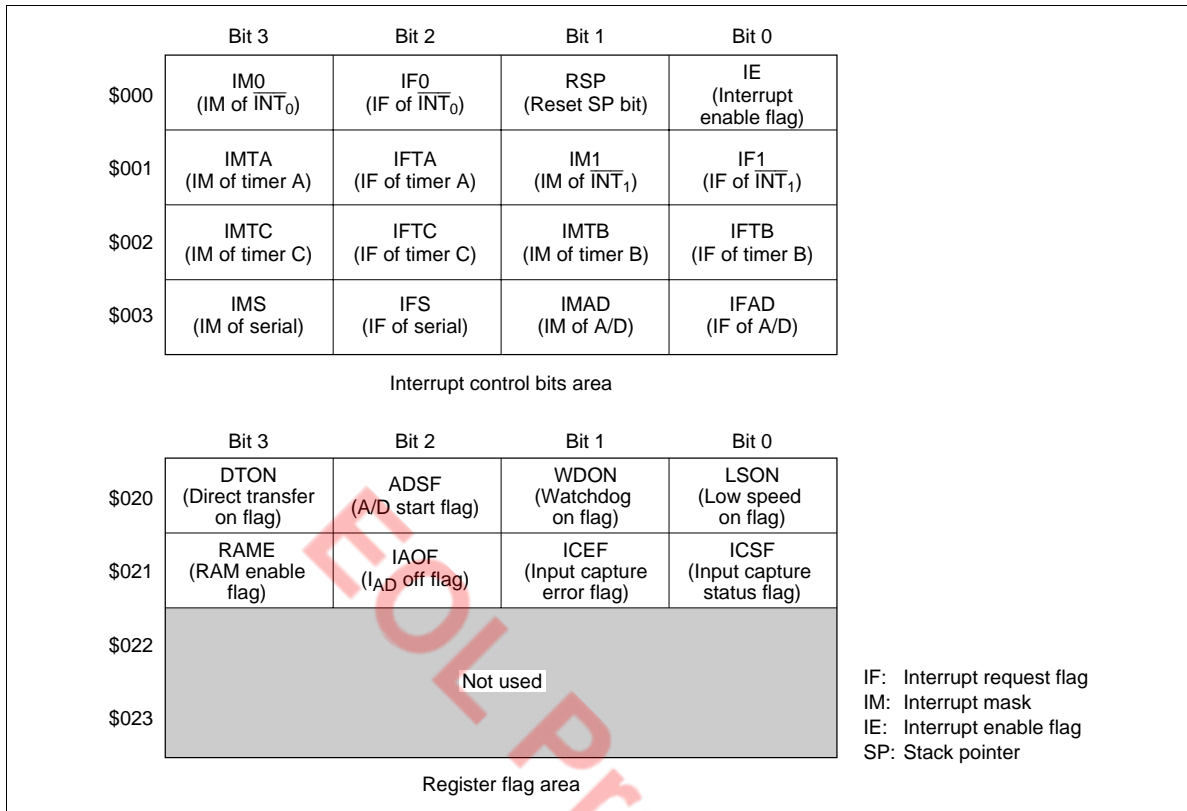 Bit 3 Bit 2 Bit 1 Bit 0
$000
IM0
(IM of INT0)
IF0
(IF of INT0)
RSP
(Reset SP bit)
IE
(Interrupt
enable flag)
$001
IMTA
(IM of timer A)
IFTA
(IF of timer A)
IM1
(IM of INT1)
IF1
(IF of INT1)
$002
IMTC
(IM of timer C)
IFTC
(IF of timer C)
IMTB
(IM of timer B)
IFTB
(IF of timer B)
$003
IMS
(IM of serial)
IFS
(IF of serial)
IMAD
(IM of A/D)
IFAD
(IF of A/D)
Interrupt control bits area
Bit 3 Bit 2 Bit 1 Bit 0
$020
DTON
(Direct transfer
on flag)
ADSF
(A/D start flag)
WDON
(Watchdog
on flag)
LSON
(Low speed
on flag)
$021
RAME
(RAM enable
flag)
IAOF
(IAD off flag)
ICEF
(Input capture
error flag)
ICSF
(Input capture
status flag)
$022
Not used
$023
Register flag area
IF: Interrupt request flag
IM: Interrupt mask
IE: Interrupt enable flag
SP: Stack pointer
EOL Pr